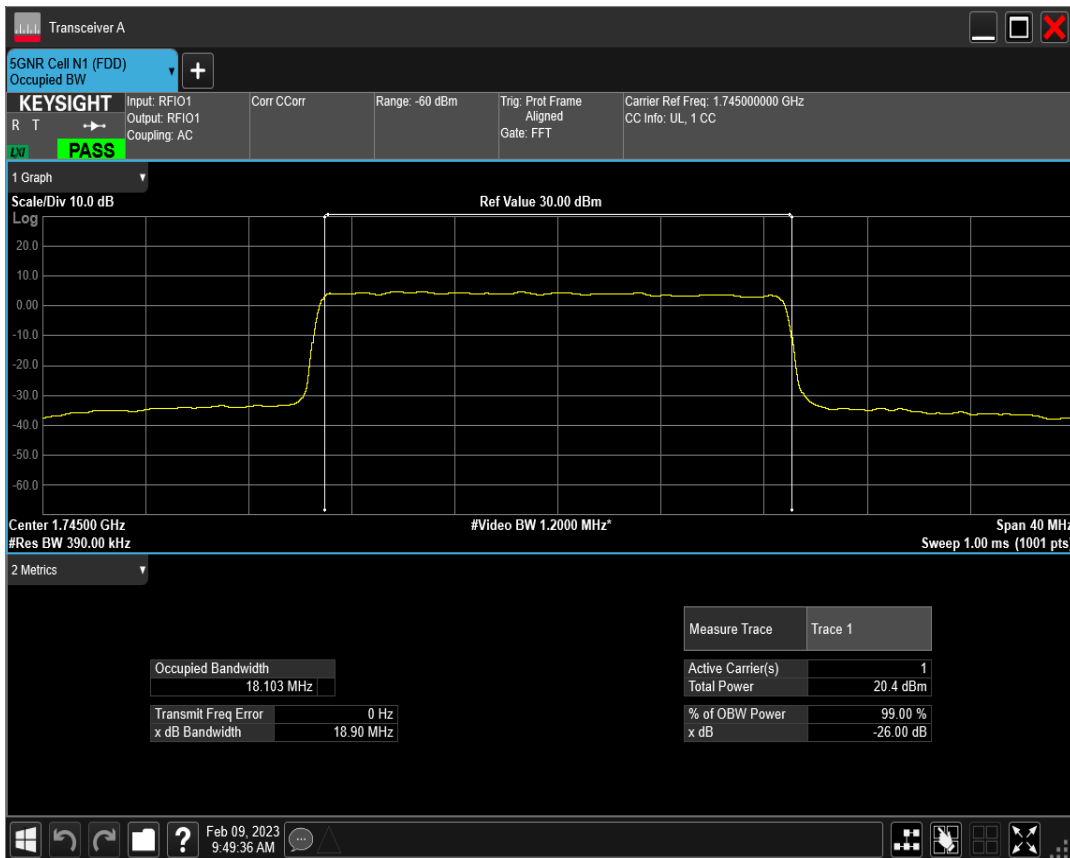 Transceiver A
5GNR Cell N1 (FDD)
Occupied BW
+
KEYSIGHT
R T
LXI
PASS
Input: RFIO1
Output: RFIO1
Coupling: AC
Corr CCorr
Range: -60 dBm
Trig: Prot Frame
Aligned
Gate: FFT
Carrier Ref Freq: 1.745000000 GHz
CC Info: UL, 1 CC
1 Graph
Scale/Div 10.0 dB
Ref Value 30.00 dBm
Log
20.0
10.0
0.00
-10.0
-20.0
-30.0
-40.0
-50.0
-60.0
Center 1.74500 GHz
#Video BW 1.2000 MHz*
Span 40 MHz
#Res BW 390.00 kHz
Sweep 1.00 ms (1001 pts)
2 Metrics
Measure Trace Trace 1
Occupied Bandwidth
18.103 MHz
Active Carrier(s) 1
Total Power 20.4 dBm
Transmit Freq Error 0 Hz
x dB Bandwidth 18.90 MHz
% of OBW Power 99.00 %
x dB -26.00 dB
?
Feb 09, 2023
9:49:36 AM